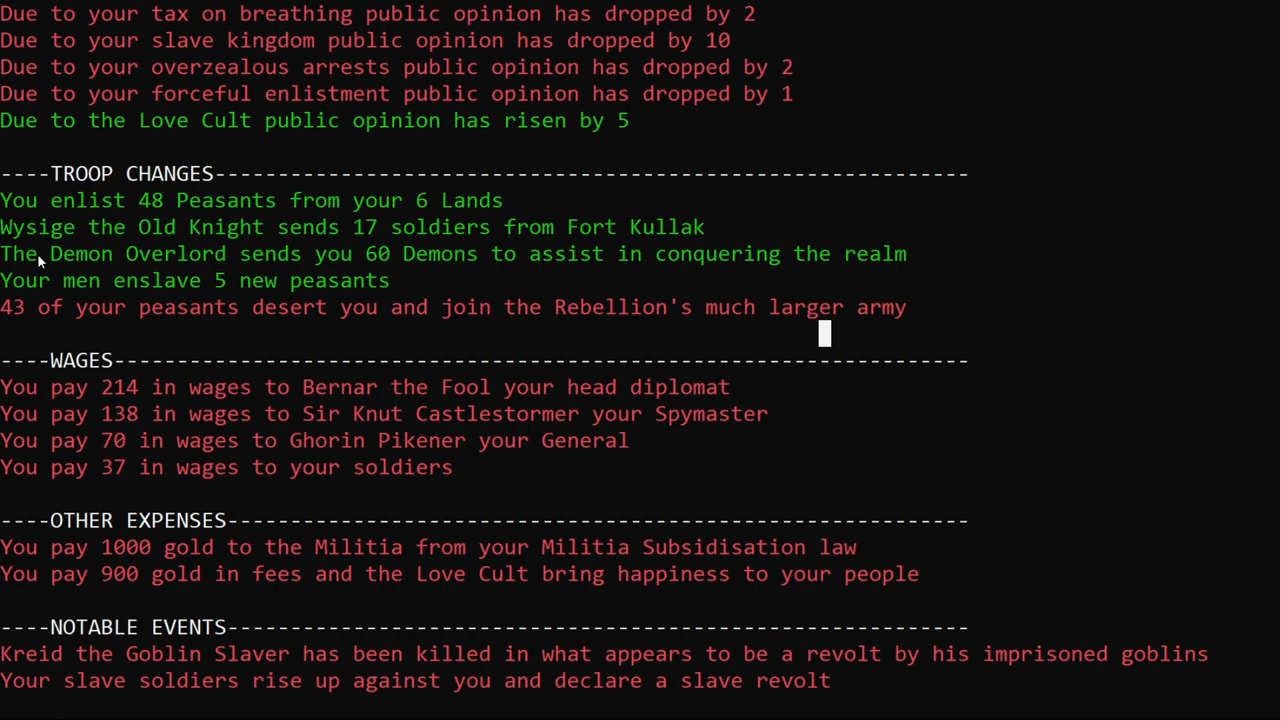 Due to your tax on breathing public opinion has dropped by 2
Due to your slave kingdom public opinion has dropped by 10
Due to your overzealous arrests public opinion has dropped by 2
Due to your forceful enlistment public opinion has dropped by 1
Due to the Love Cult public opinion has risen by 5
----TROOP CHANGES------------------------------------------------------------
You enlist 48 Peasants from your 6 Lands
Wysige the Old Knight sends 17 soldiers from Fort Kullak
The Demon Overlord sends you 60 Demons to assist in conquering the realm
Your men enslave 5 new peasants
43 of your peasants desert you and join the Rebellion's much larger army
----WAGES--------------------------------------------------------------------
You pay 214 in wages to Bernar the Fool your head diplomat
You pay 138 in wages to Sir Knut Castlestormer your Spymaster
You pay 70 in wages to Ghorin Pikener your General
You pay 37 in wages to your soldiers
----OTHER EXPENSES-----------------------------------------------------------
You pay 1000 gold to the Militia from your Militia Subsidisation law
You pay 900 gold in fees and the Love Cult bring happiness to your people
----NOTABLE EVENTS-----------------------------------------------------------
Kreid the Goblin Slaver has been killed in what appears to be a revolt by his imprisoned goblins
Your slave soldiers rise up against you and declare a slave revolt